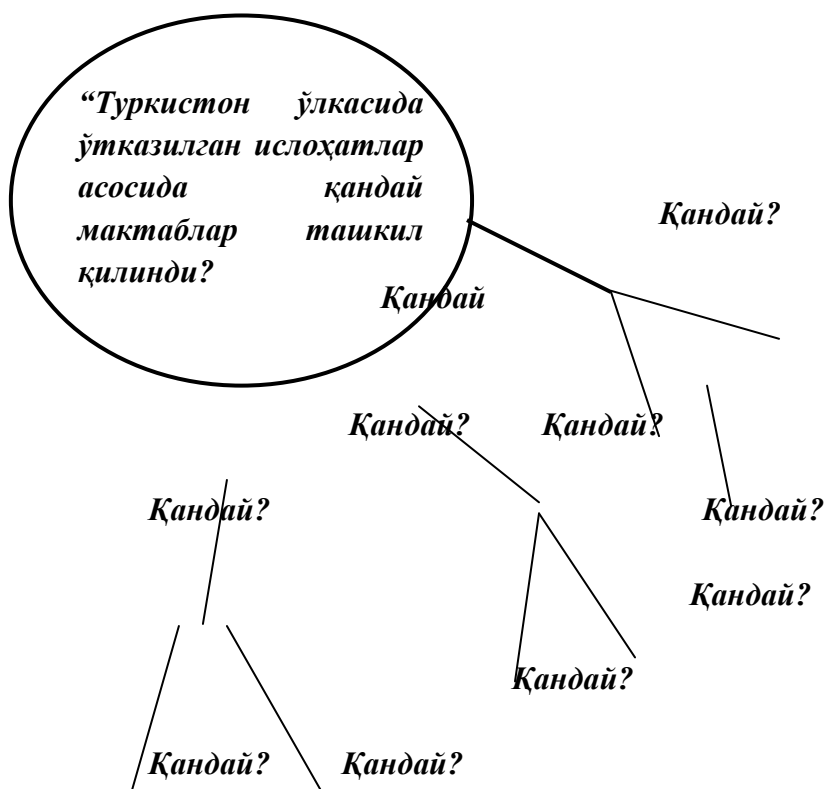 “Туркистон ўлкасида
ўтказилган ислоҳатлар
асосида қандай
мактаблар ташкил
қилинди?
Қандай?
Қандай
Қандай? Қандай?
Қандай? Қандай?
Қандай?
Қандай?
Қандай? Қандай?